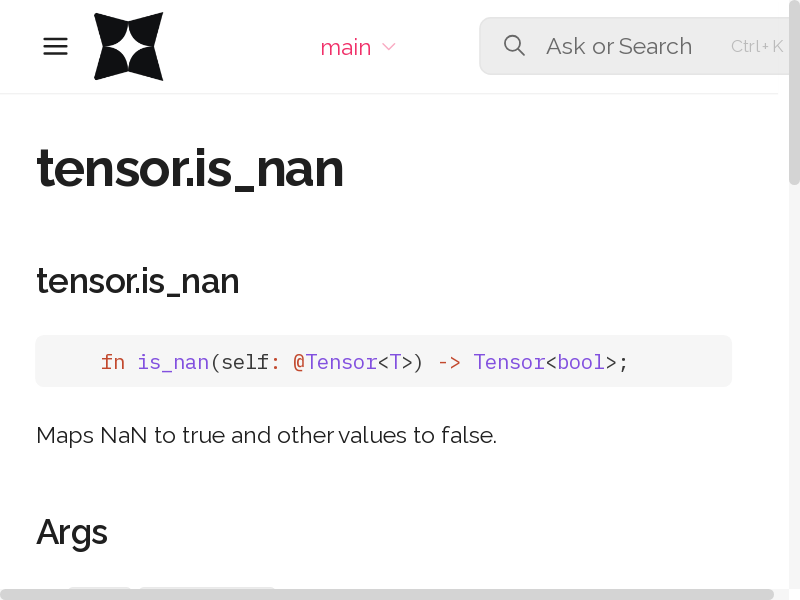 main
Ask or Search
Ctrl+K
tensor.is_nan
tensor.is_nan
fn is_nan(self: @Tensor<T>) -> Tensor<bool>;
Maps NaN to true and other values to false.
Args